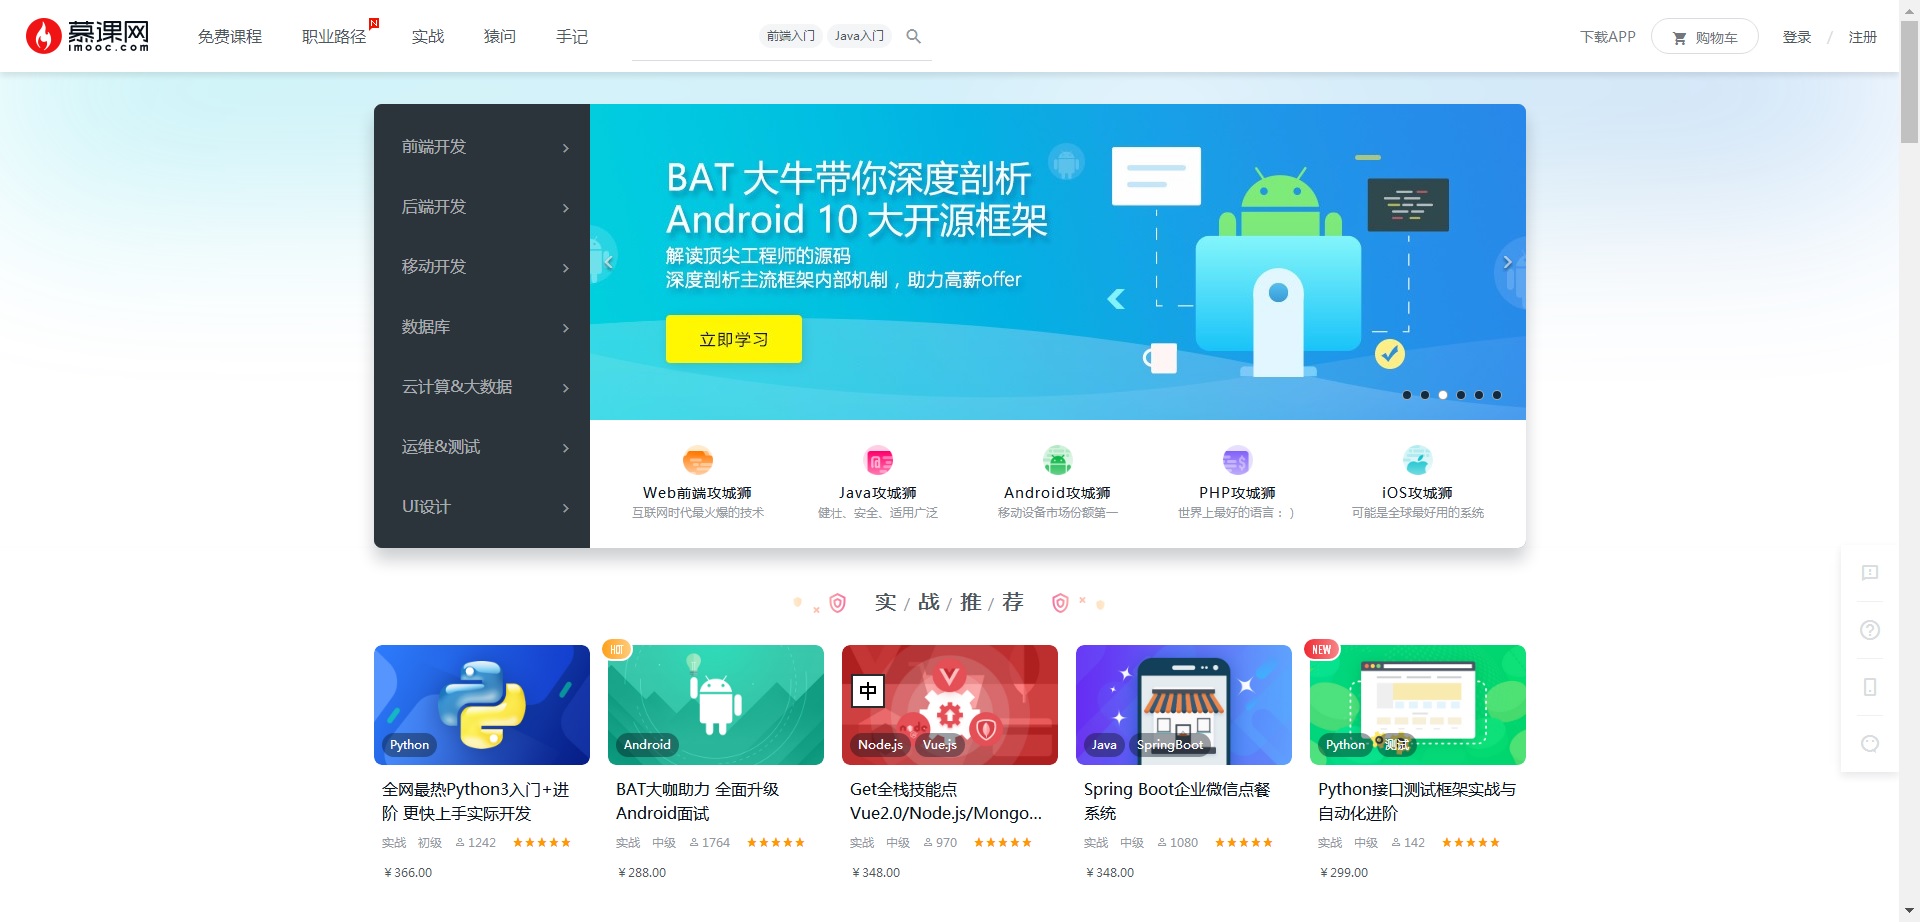 慕课网
imooc.com
免费课程
职业路径
N
实战
猿问
手记
前端入门
Java入门
下载APP
购物车
登录
/
注册
前端开发
后端开发
移动开发
数据库
云计算&大数据
运维&测试
UI设计
BAT 大牛带你深度剖析
Android 10 大开源框架
解读顶尖工程师的源码
深度剖析主流框架内部机制，助力高薪offer
立即学习
Web前端攻城狮
互联网时代最火爆的技术
Java攻城狮
健壮、安全、适用广泛
Android攻城狮
移动设备市场份额第一
PHP攻城狮
世界上最好的语言：）
iOS攻城狮
可能是全球最好用的系统
实/战/推/荐
Python
全网最热Python3入门+进
阶 更快上手实际开发
实战 初级 1242
￥366.00
HOT
Android
BAT大咖助力 全面升级
Android面试
实战 中级 1764
￥288.00
中
node
Node.js Vue.js
Get全栈技能点
Vue2.0/Node.js/Mongo...
实战 中级 970
￥348.00
Java SpringBoot
Spring Boot企业微信点餐
系统
实战 中级 1080
￥348.00
NEW
Python 测试
Python接口测试框架实战与
自动化进阶
实战 中级 142
￥299.00